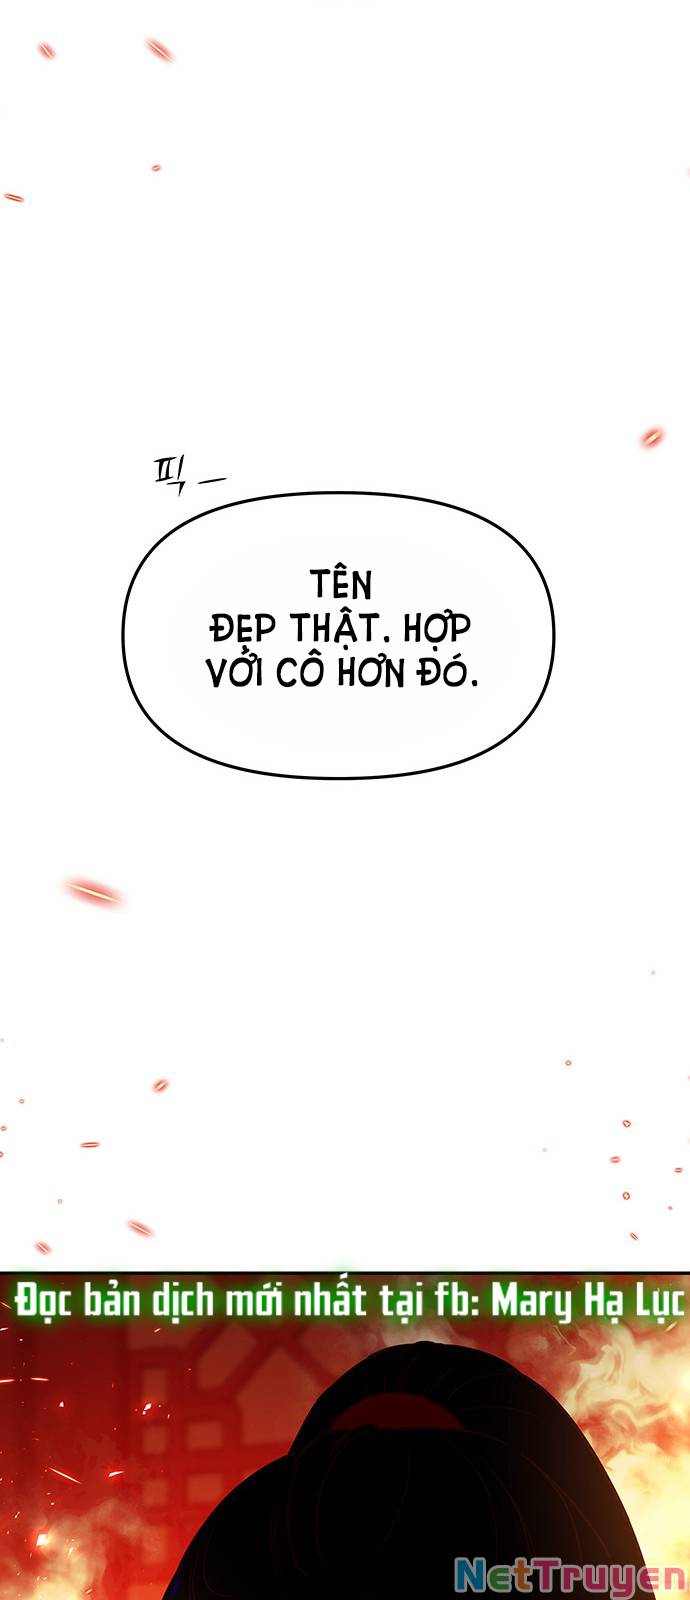 픽_
TÊN
ĐẸP THẬT. HỢP
VỚI CÔ HƠN ĐÓ.
Đọc bản dịch mới nhất tại fb: Mary Hạ Lục
NetTruyen